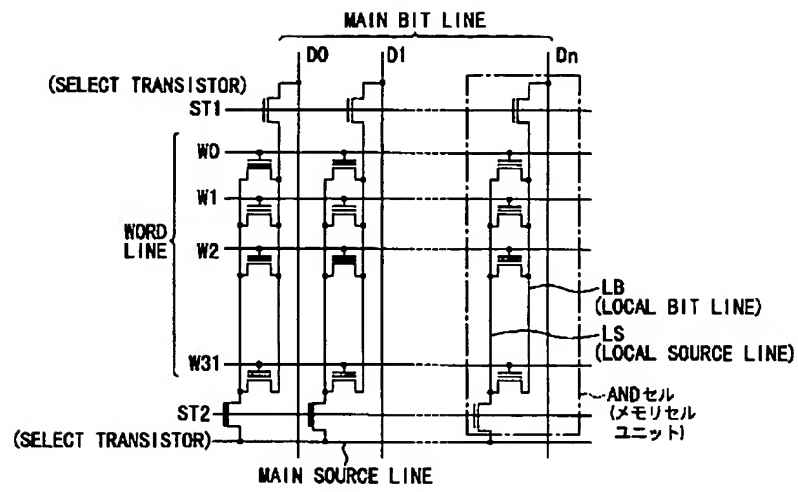 MAIN BIT LINE
D0 D1 Dn
(SELECT TRANSISTOR)
ST1
W0
W1
WORD
LINE
W2
LB
(LOCAL BIT LINE)
LS
(LOCAL SOURCE LINE)
W31
ANDセル
(メモリセル
ユニット)
ST2
(SELECT TRANSISTOR)
MAIN SOURCE LINE